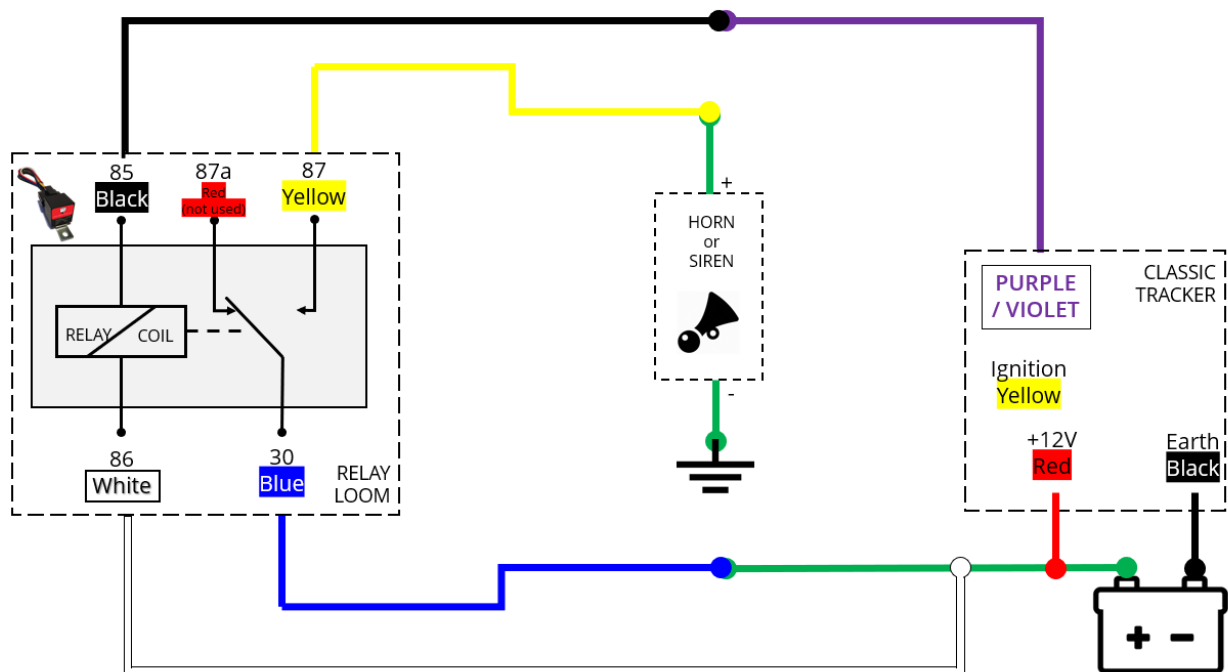 85
Black
87a
Red
(not used)
87
Yellow
RELAY
COIL
86
White
30
Blue
RELAY
LOOM
+
HORN
or
SIREN
-
PURPLE
/ VIOLET
CLASSIC
TRACKER
Ignition
Yellow
+12V
Red
Earth
Black
+ -